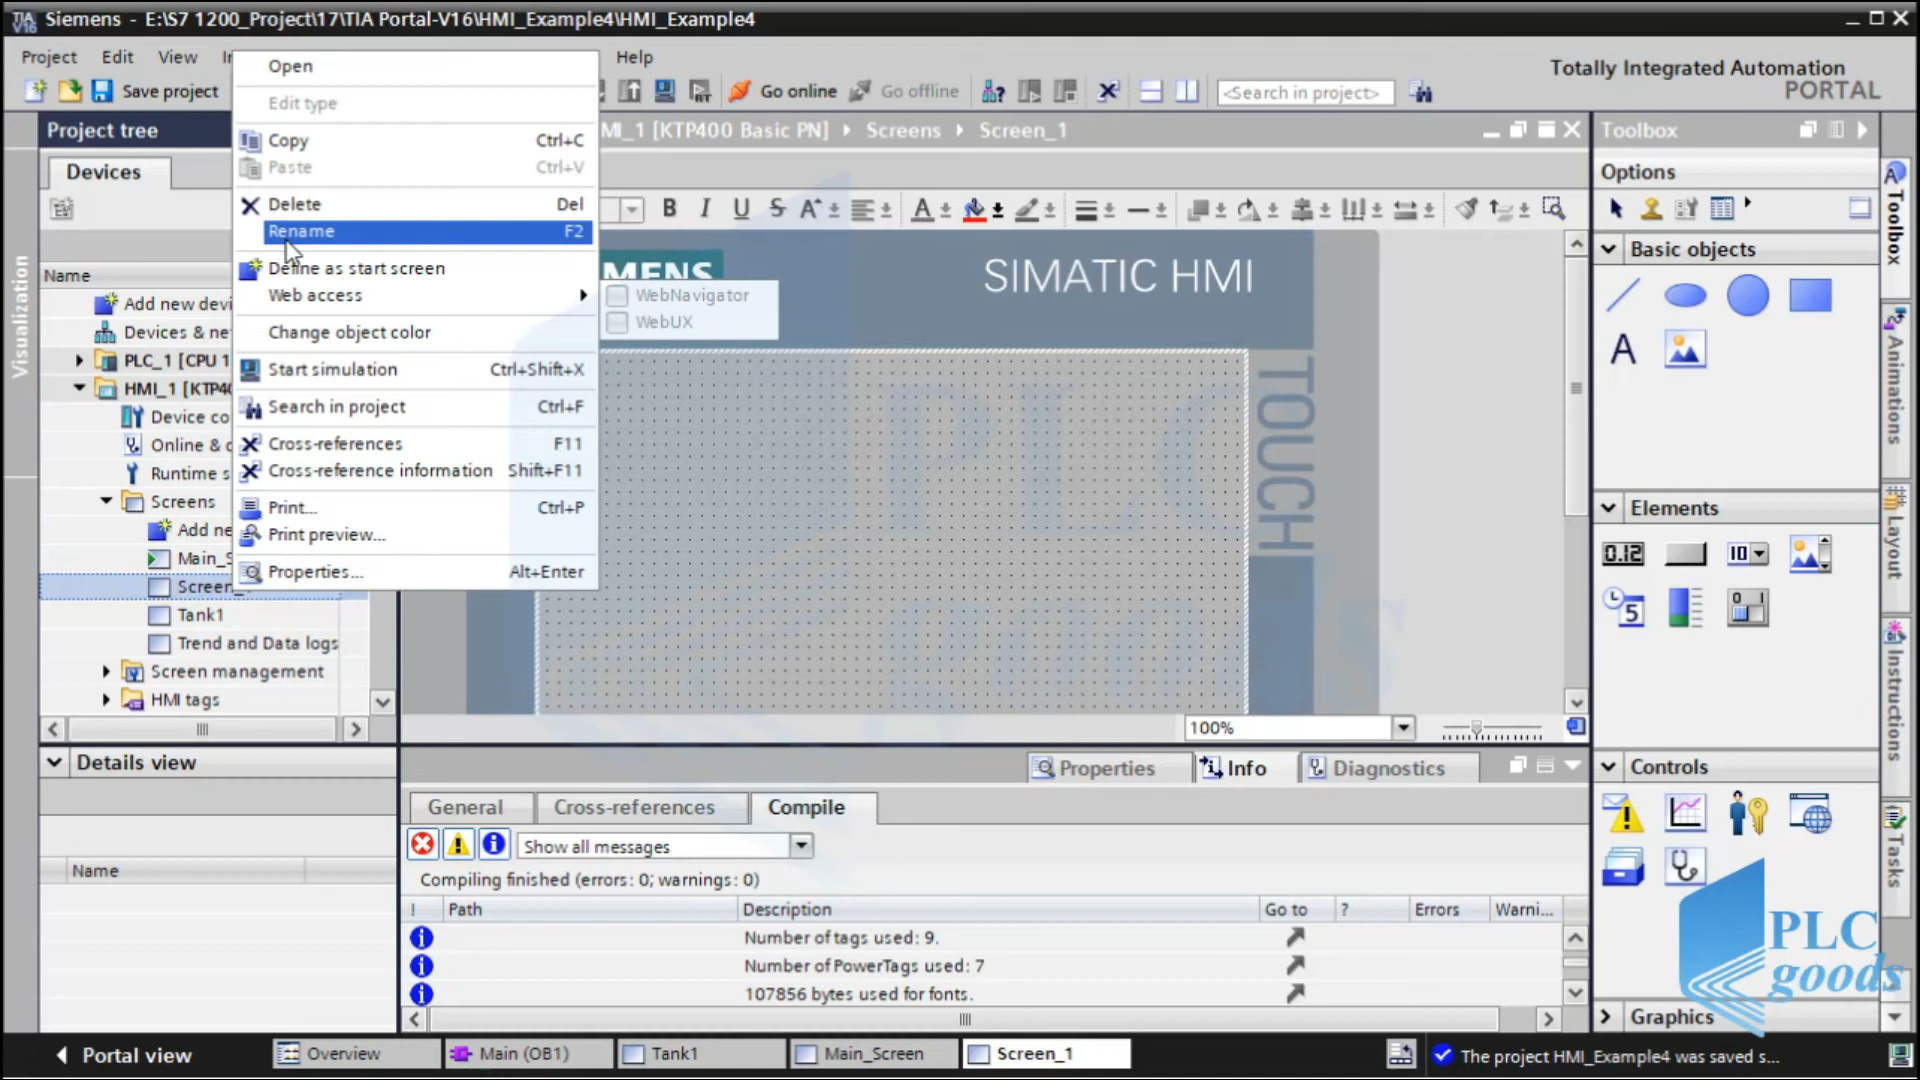 Siemens - E:\S7 1200_Project\17\TIA Portal-V16\HMI_Example4\HMI_Example4
Project Edit View Help
Totally Integrated Automation
PORTAL
Save project
Go online
Go offline
<Search in project>
Open
Edit type
Copy Ctrl+C
Paste Ctrl+V
Delete Del
Rename F2
Define as start screen
Web access
WebNavigator
WebUX
Change object color
Start simulation Ctrl+Shift+X
Search in project Ctrl+F
Cross-references F11
Cross-reference information Shift+F11
Print... Ctrl+P
Print preview...
Properties... Alt+Enter
Project tree
Devices
Visualization
Name
Add new devi
Devices & ne
PLC_1 [CPU 1
HMI_1 [KTP40
Device co
Online & d
Runtime s
Screens
Add ne
Main_S
Screen_
Tank1
Trend and Data logs
Screen management
HMI tags
Details view
Name
MI_1 [KTP400 Basic PN] Screens Screen_1
B I U S A A
MENS
SIMATIC HMI
TOUCH
PLC
100%
Properties Info Diagnostics
General Cross-references Compile
Show all messages
Compiling finished (errors: 0; warnings: 0)
! Path Description Go to ? Errors Warni...
Number of tags used: 9.
Number of PowerTags used: 7
107856 bytes used for fonts.
Toolbox
Options
Basic objects
A
Elements
0.12
10
5
0 1
Controls
Graphics
Toolbox
Animations
Layout
Instructions
Tasks
PLC
goods
Portal view
Overview
Main (OB1)
Tank1
Main_Screen
Screen_1
The project HMI_Example4 was saved s...